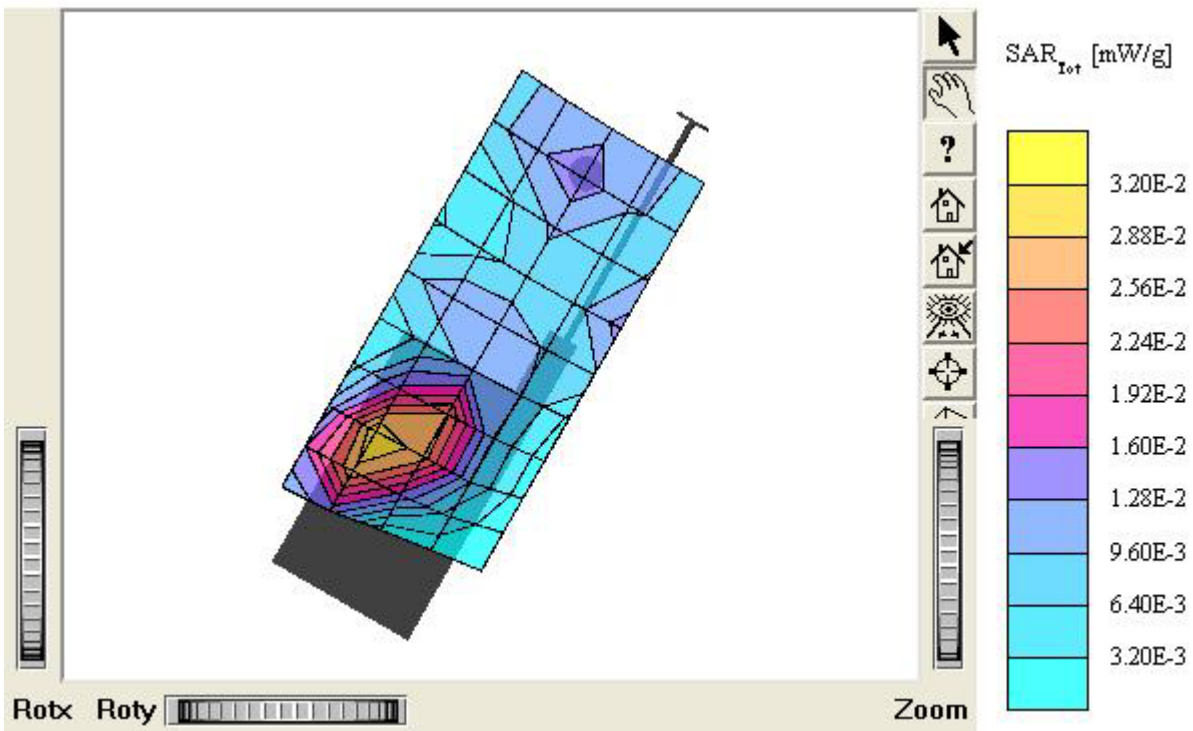 SAR_Tot [mW/g]
?
3.20E-2
2.88E-2
2.56E-2
2.24E-2
1.92E-2
1.60E-2
1.28E-2
9.60E-3
6.40E-3
3.20E-3
Rotx Roty Zoom